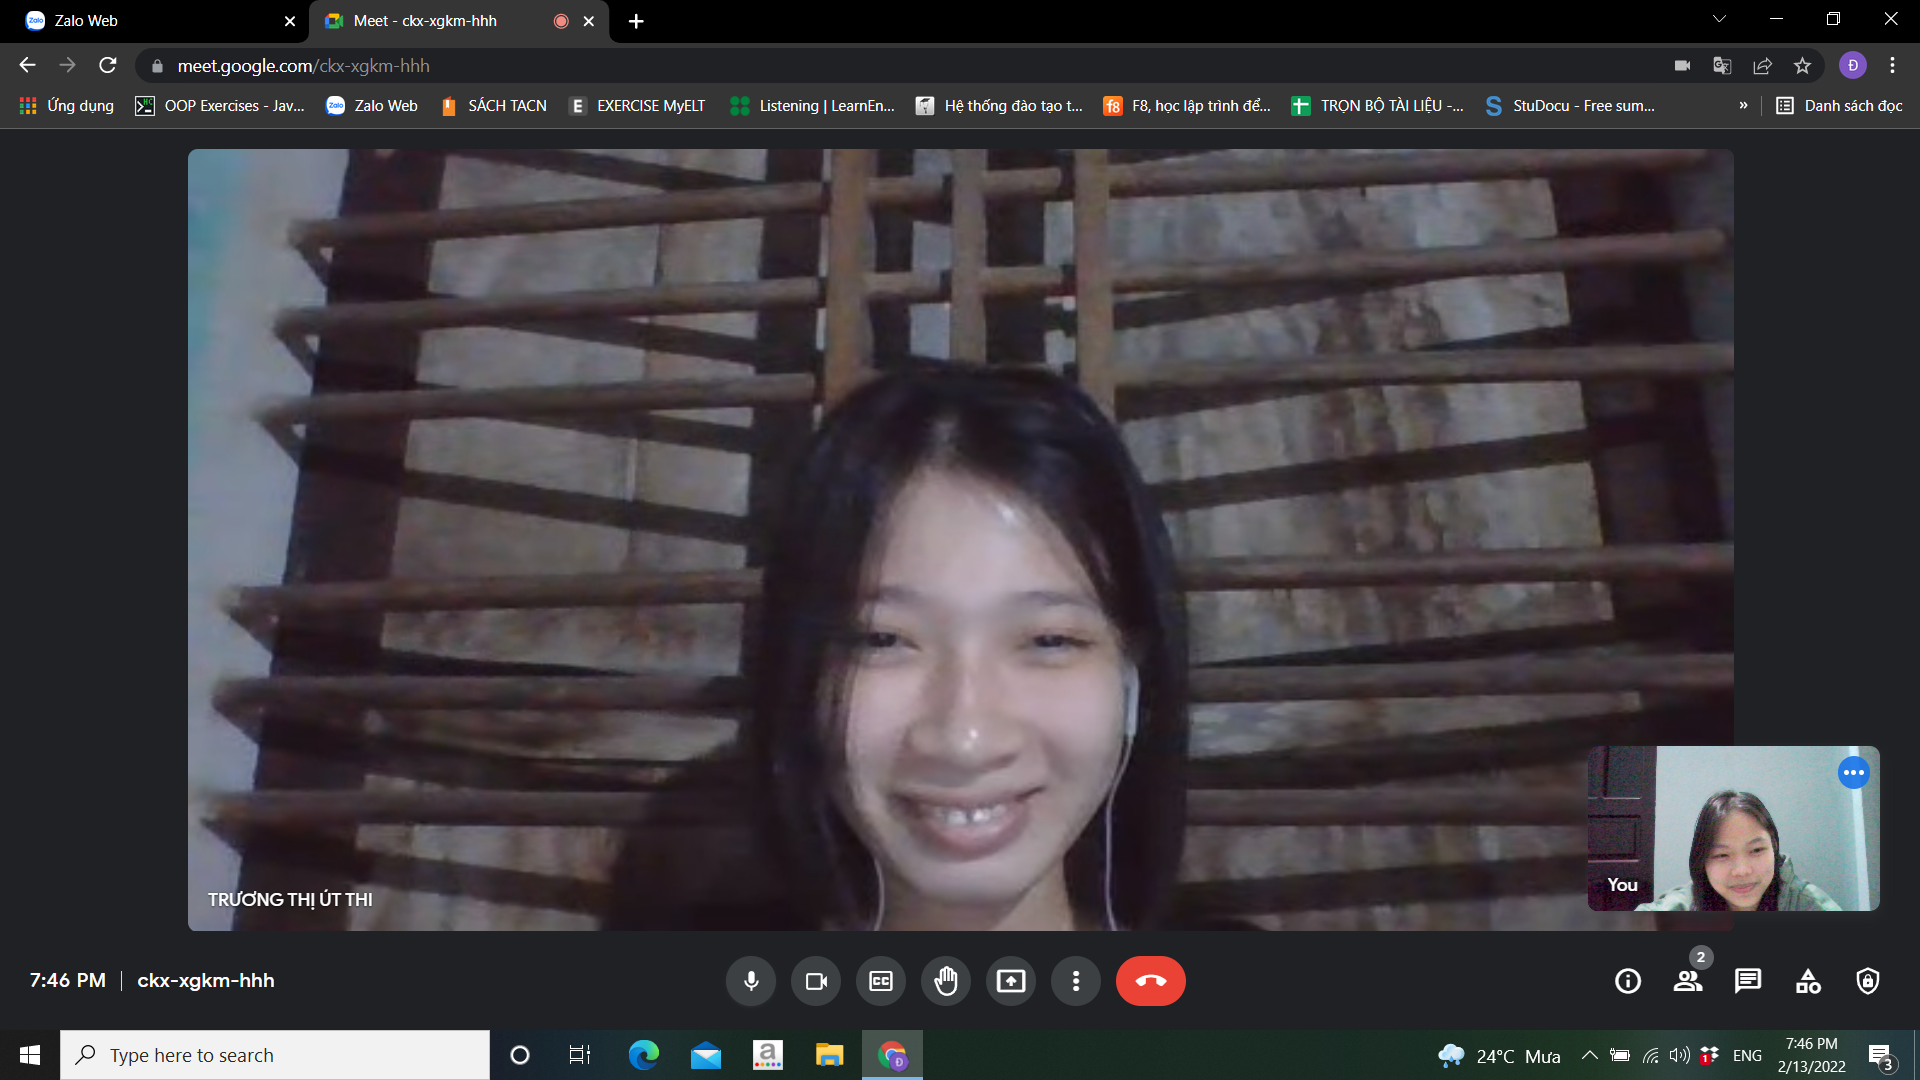 Zalo Web
Meet - ckx-xgkm-hhh
meet.google.com/ckx-xgkm-hhh
Đ
Ứng dụng
OOP Exercises - Jav...
Zalo Web
SÁCH TACN
EXERCISE MyELT
Listening | LearnEn...
Hệ thống đào tạo t...
F8, học lập trình để...
TRỌN BỘ TÀI LIỆU -...
StuDocu - Free sum...
»
Danh sách đọc
TRƯƠNG THỊ ÚT THI
You
7:46 PM | ckx-xgkm-hhh
2
Type here to search
24°C Mưa
ENG
7:46 PM
2/13/2022
3